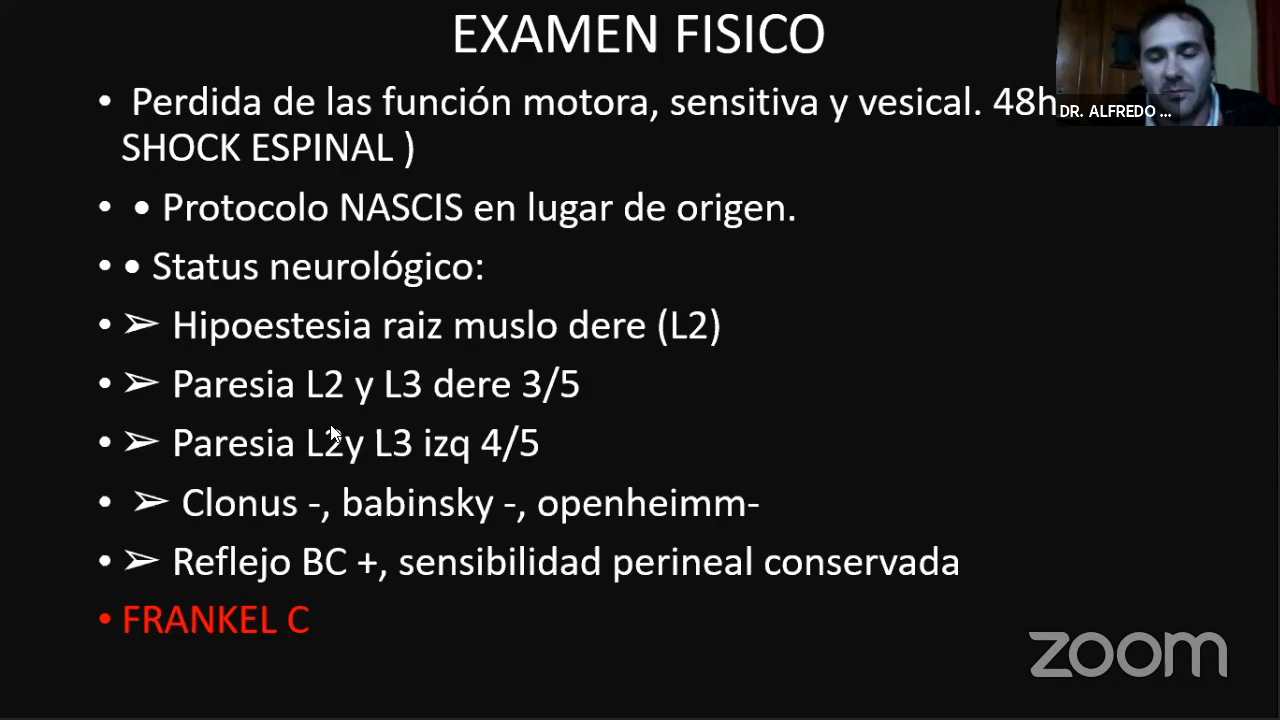 EXAMEN FISICO
• Perdida de las función motora, sensitiva y vesical. 48h
SHOCK ESPINAL )
• • Protocolo NASCIS en lugar de origen.
• • Status neurológico:
• ➢ Hipoestesia raiz muslo dere (L2)
• ➢ Paresia L2 y L3 dere 3/5
• ➢ Paresia L2y L3 izq 4/5
• ➢ Clonus -, babinsky -, openheimm-
• ➢ Reflejo BC +, sensibilidad perineal conservada
• FRANKEL C
DR. ALFREDO ...
zoom